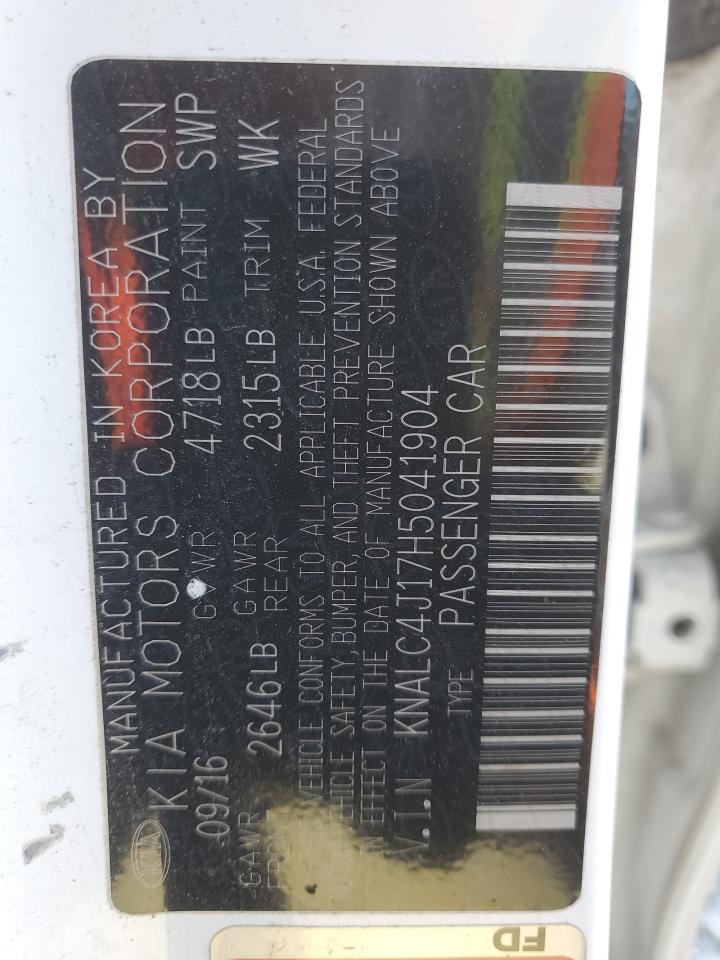 MANUFACTURED IN KOREA BY
KIA KIA MOTORS CORPORATION
09/16 GVWR 4718LB PAINT SWP
GAWR 2646LB GAWR REAR 2315LB TRIM WK
VEHICLE CONFORMS TO ALL APPLICABLE U.S.A. FEDERAL
VEHICLE SAFETY, BUMPER, AND THEFT PREVENTION STANDARDS
IN EFFECT ON THE DATE OF MANUFACTURE SHOWN ABOVE
V.I.N KNALC4J17H5041904
TYPE PASSENGER CAR
FD